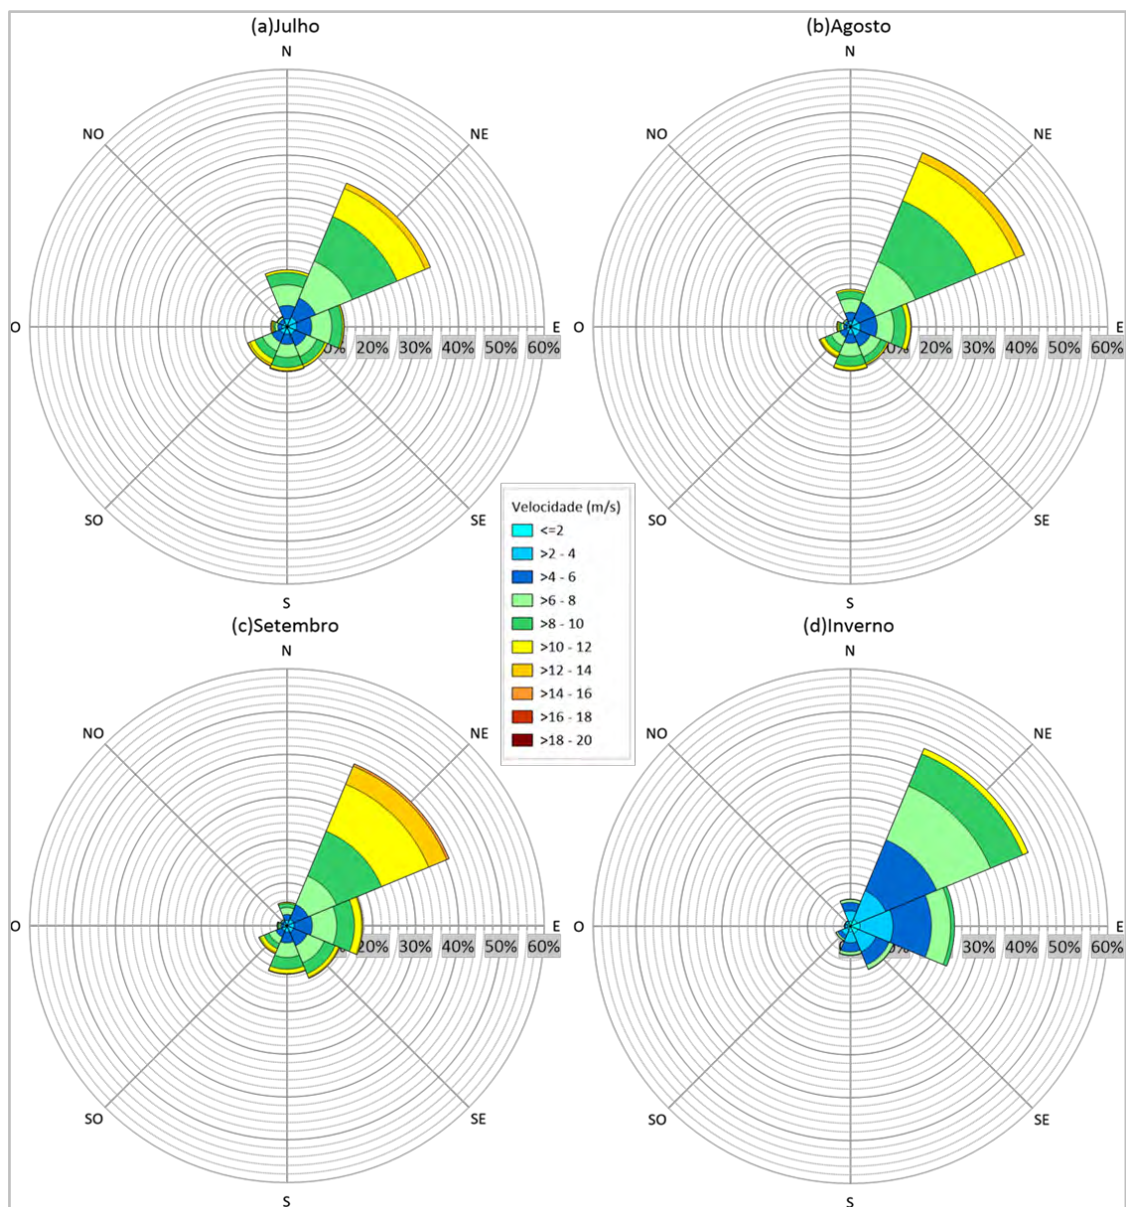 (a)Julho
N
NO
NE
O
E
0%
20%
30%
40%
50%
60%
SO
SE
S
(b)Agosto
N
NO
NE
O
E
0%
20%
30%
40%
50%
60%
SO
SE
S
Velocidade (m/s)
<=2
>2 - 4
>4 - 6
>6 - 8
>8 - 10
>10 - 12
>12 - 14
>14 - 16
>16 - 18
>18 - 20
(c)Setembro
N
NO
NE
O
E
20%
30%
40%
50%
60%
SO
SE
S
(d)Inverno
N
NO
NE
O
E
0%
30%
40%
50%
60%
SO
SE
S